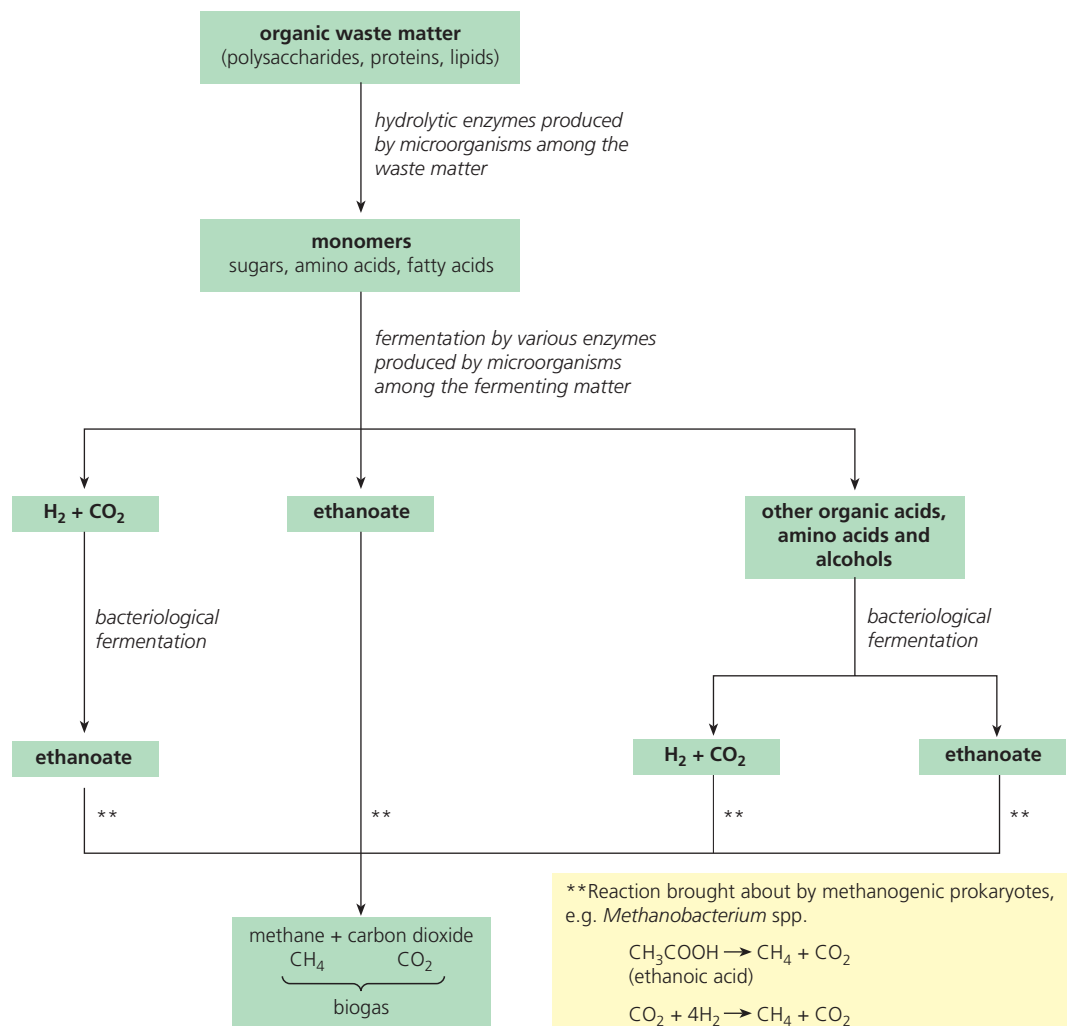 organic waste matter
(polysaccharides, proteins, lipids)
hydrolytic enzymes produced
by microorganisms among the
waste matter
monomers
sugars, amino acids, fatty acids
fermentation by various enzymes
produced by microorganisms
among the fermenting matter
H₂ + CO₂
ethanoate
other organic acids,
amino acids and
alcohols
bacteriological
fermentation
bacteriological
fermentation
ethanoate
H₂ + CO₂
ethanoate
**
**
**
**
methane + carbon dioxide
CH₄ CO₂
biogas
**Reaction brought about by methanogenic prokaryotes,
e.g. Methanobacterium spp.
CH₃COOH → CH₄ + CO₂
(ethanoic acid)
CO₂ + 4H₂ → CH₄ + CO₂